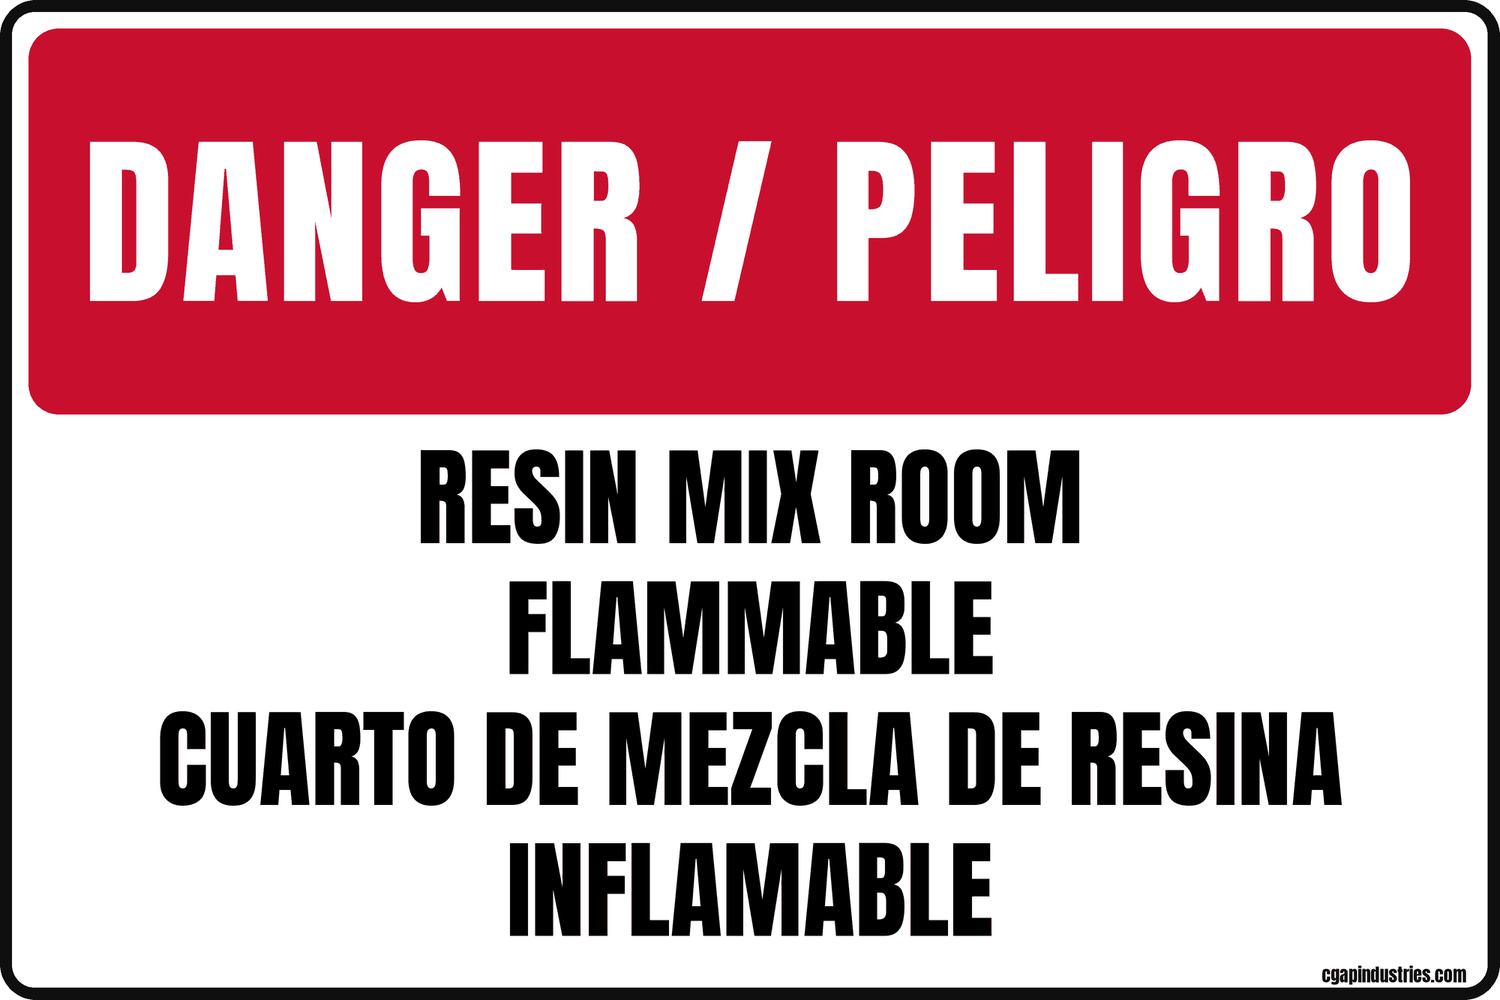 DANGER / PELIGRO
RESIN MIX ROOM
FLAMMABLE
CUARTO DE MEZCLA DE RESINA
INFLAMABLE
cgapindustries.com